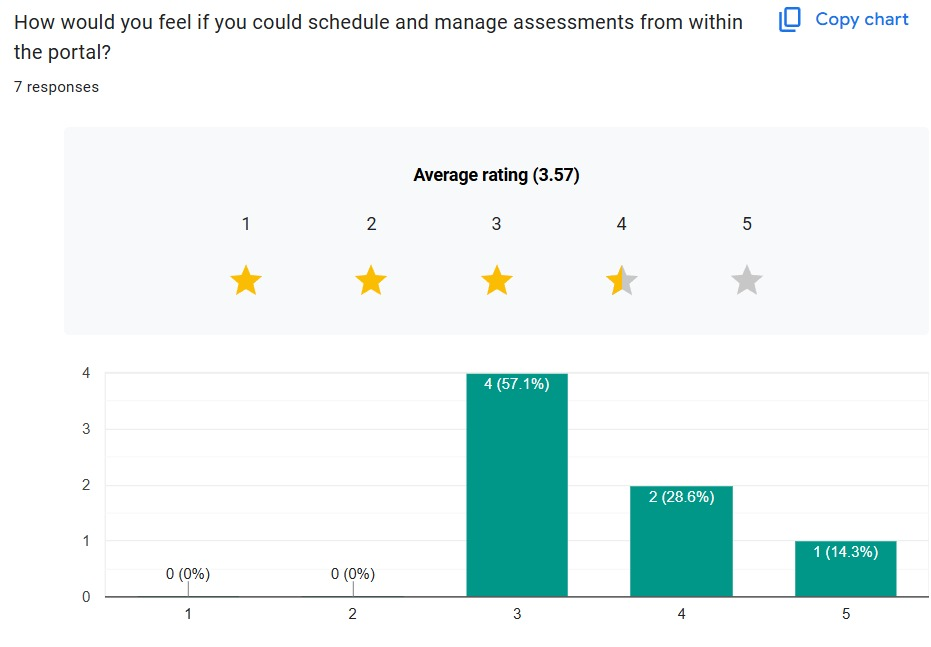 How would you feel if you could schedule and manage assessments from within
the portal?
Copy chart
7 responses
Average rating (3.57)
1 2 3 4 5
4
3
2
1
0
0 (0%)
0 (0%)
4 (57.1%)
2 (28.6%)
1 (14.3%)
1 2 3 4 5